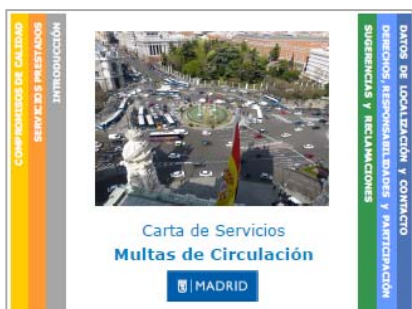 COMPROMISOS DE CALIDAD
SERVICIOS PRESTADOS
INTRODUCCIÓN
Carta de Servicios
Multas de Circulación
MADRID
SUGERENCIAS y RECLAMACIONES
DERECHOS, RESPONSABILIDADES y PARTICIPACIÓN
DATOS DE LOCALIZACIÓN y CONTACTO